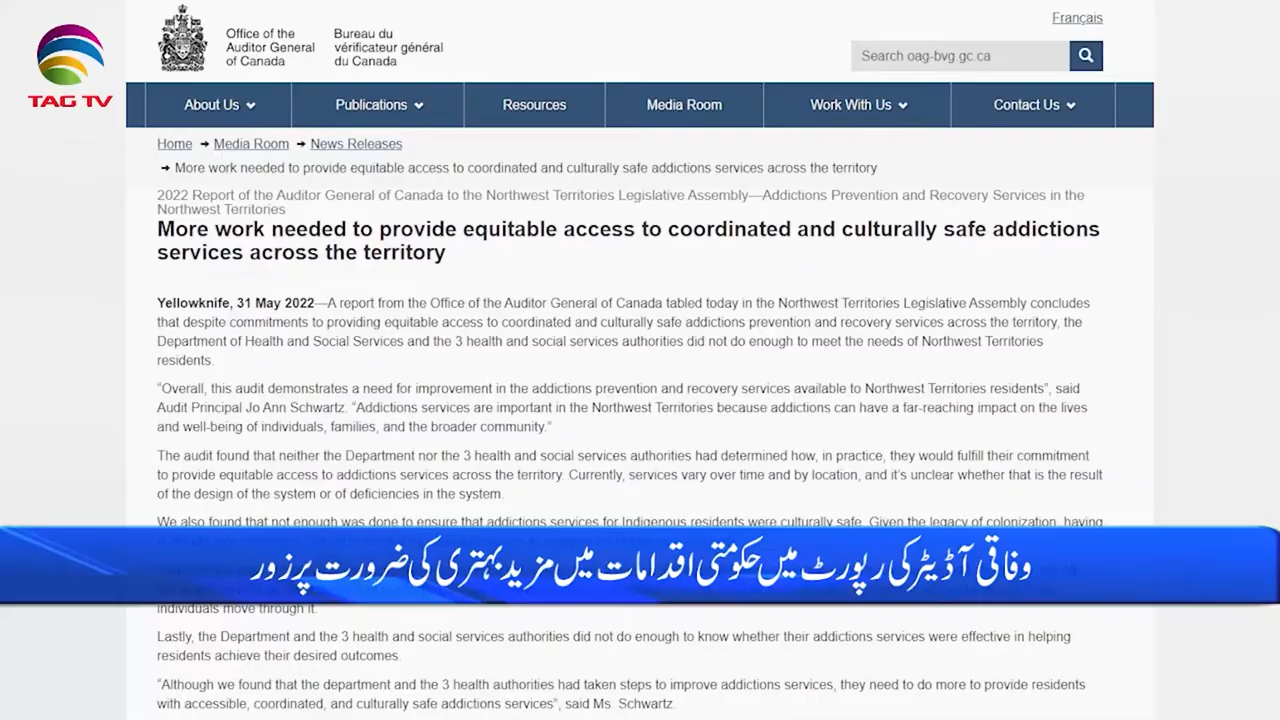 TAG TV
Office of the
Auditor General
of Canada
Bureau du
vérificateur général
du Canada
Français
Search oag-bvg.gc.ca
About Us
Publications
Resources
Media Room
Work With Us
Contact Us
Home ➔ Media Room ➔ News Releases
➔ More work needed to provide equitable access to coordinated and culturally safe addictions services across the territory
2022 Report of the Auditor General of Canada to the Northwest Territories Legislative Assembly—Addictions Prevention and Recovery Services in the
Northwest Territories
More work needed to provide equitable access to coordinated and culturally safe addictions
services across the territory
Yellowknife, 31 May 2022—A report from the Office of the Auditor General of Canada tabled today in the Northwest Territories Legislative Assembly concludes
that despite commitments to providing equitable access to coordinated and culturally safe addictions prevention and recovery services across the territory, the
Department of Health and Social Services and the 3 health and social services authorities did not do enough to meet the needs of Northwest Territories
residents.
“Overall, this audit demonstrates a need for improvement in the addictions prevention and recovery services available to Northwest Territories residents”, said
Audit Principal Jo Ann Schwartz. “Addictions services are important in the Northwest Territories because addictions can have a far-reaching impact on the lives
and well-being of individuals, families, and the broader community.”
The audit found that neither the Department nor the 3 health and social services authorities had determined how, in practice, they would fulfill their commitment
to provide equitable access to addictions services across the territory. Currently, services vary over time and by location, and it’s unclear whether that is the result
of the design of the system or of deficiencies in the system.
We also found that not enough was done to ensure that addictions services for Indigenous residents were culturally safe. Given the legacy of colonization, having
وفاقی آڈیٹر کی رپورٹ میں حکومتی اقدامات میں مزید بہتری کی ضرورت پر زور
individuals move through it.
Lastly, the Department and the 3 health and social services authorities did not do enough to know whether their addictions services were effective in helping
residents achieve their desired outcomes.
“Although we found that the department and the 3 health authorities had taken steps to improve addictions services, they need to do more to provide residents
with accessible, coordinated, and culturally safe addictions services”, said Ms. Schwartz.